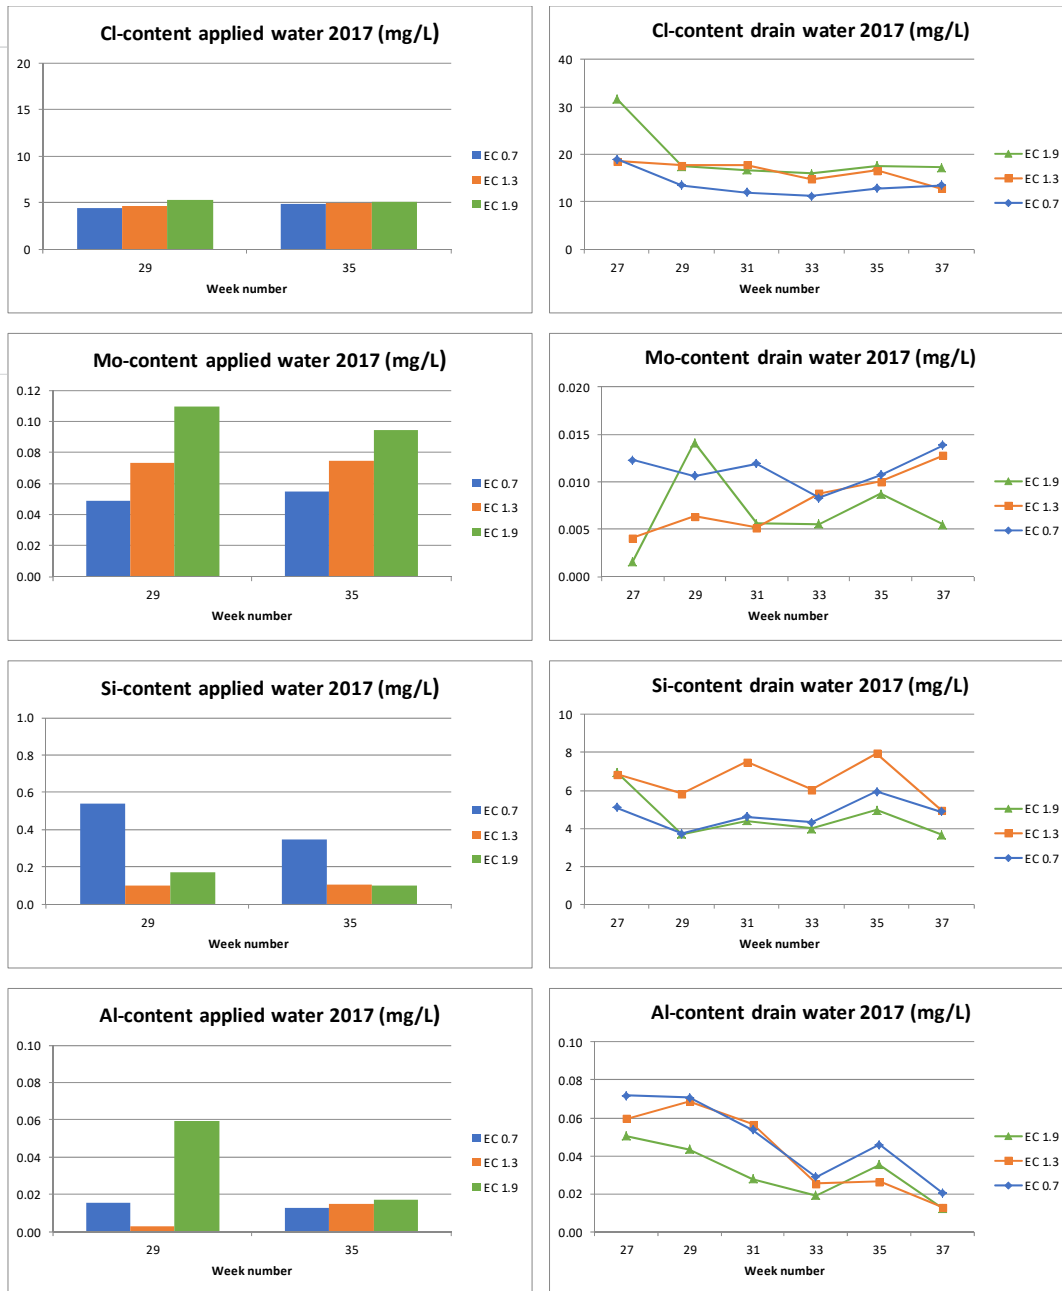 Cl-content applied water 2017 (mg/L)
20
15
10
5
0
29
35
Week number
EC 0.7
EC 1.3
EC 1.9
Cl-content drain water 2017 (mg/L)
40
30
20
10
0
27
29
31
33
35
37
Week number
EC 1.9
EC 1.3
EC 0.7
Mo-content applied water 2017 (mg/L)
0.12
0.10
0.08
0.06
0.04
0.02
0.00
29
35
Week number
EC 0.7
EC 1.3
EC 1.9
Mo-content drain water 2017 (mg/L)
0.020
0.015
0.010
0.005
0.000
27
29
31
33
35
37
Week number
EC 1.9
EC 1.3
EC 0.7
Si-content applied water 2017 (mg/L)
1.0
0.8
0.6
0.4
0.2
0.0
29
35
Week number
EC 0.7
EC 1.3
EC 1.9
Si-content drain water 2017 (mg/L)
10
8
6
4
2
0
27
29
31
33
35
37
Week number
EC 1.9
EC 1.3
EC 0.7
Al-content applied water 2017 (mg/L)
0.10
0.08
0.06
0.04
0.02
0.00
29
35
Week number
EC 0.7
EC 1.3
EC 1.9
Al-content drain water 2017 (mg/L)
0.10
0.08
0.06
0.04
0.02
0.00
27
29
31
33
35
37
Week number
EC 1.9
EC 1.3
EC 0.7